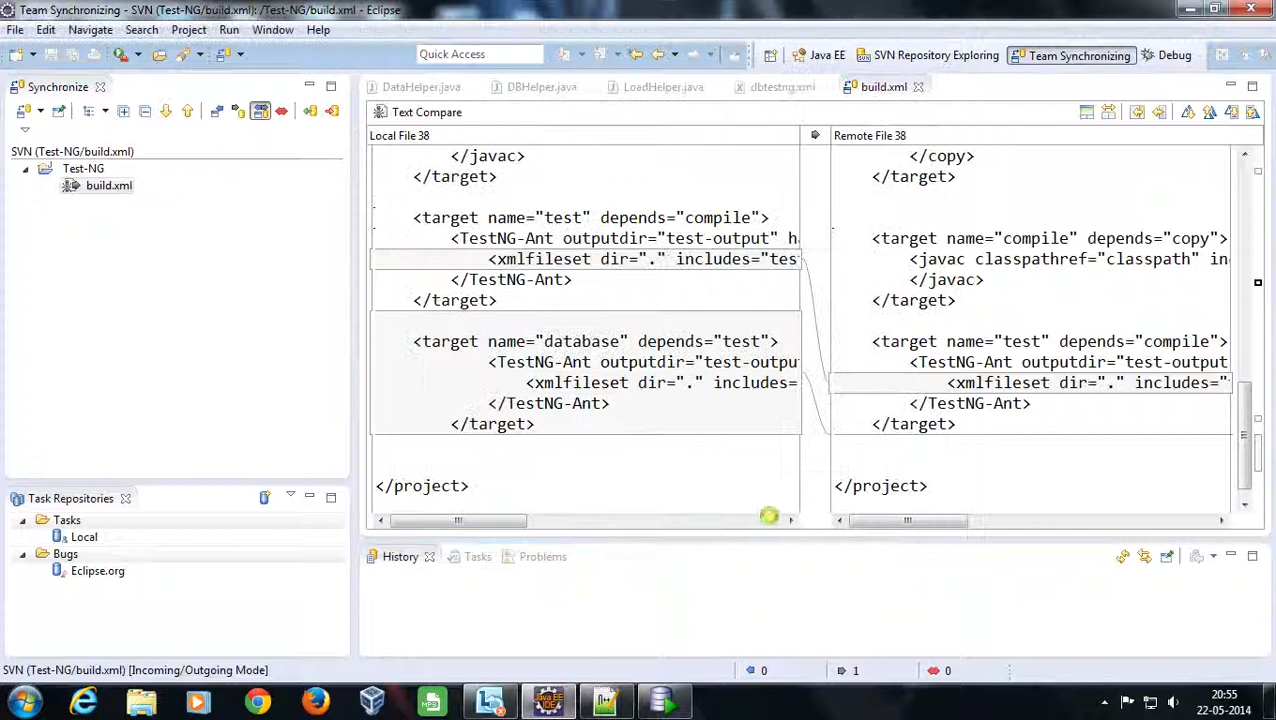 Team Synchronizing - SVN (Test-NG/build.xml): /Test-NG/build.xml - Eclipse
File Edit Navigate Search Project Run Window Help
Quick Access Java EE SVN Repository Exploring Team Synchronizing Debug
Synchronize
DataHelper.java DBHelper.java LoadHelper.java dbtestng.xml build.xml
Text Compare
Local File 38 Remote File 38
SVN (Test-NG/build.xml)
Test-NG
build.xml
</javac>
</target>
<target name="test" depends="compile">
<TestNG-Ant outputdir="test-output" ha
<xmlfileset dir="." includes="tes
</TestNG-Ant>
</target>
<target name="database" depends="test">
<TestNG-Ant outputdir="test-outpu
<xmlfileset dir="." includes=
</TestNG-Ant>
</target>
</project>
</copy>
</target>
<target name="compile" depends="copy">
<javac classpathref="classpath" in
</javac>
</target>
<target name="test" depends="compile">
<TestNG-Ant outputdir="test-output
<xmlfileset dir="." includes="
</TestNG-Ant>
</target>
</project>
Task Repositories
Tasks
Local
Bugs
Eclipse.org
History Tasks Problems
SVN (Test-NG/build.xml) [Incoming/Outgoing Mode] 0 1 0
MP3
Java EE
IDE
N++
20:55
22-05-2014